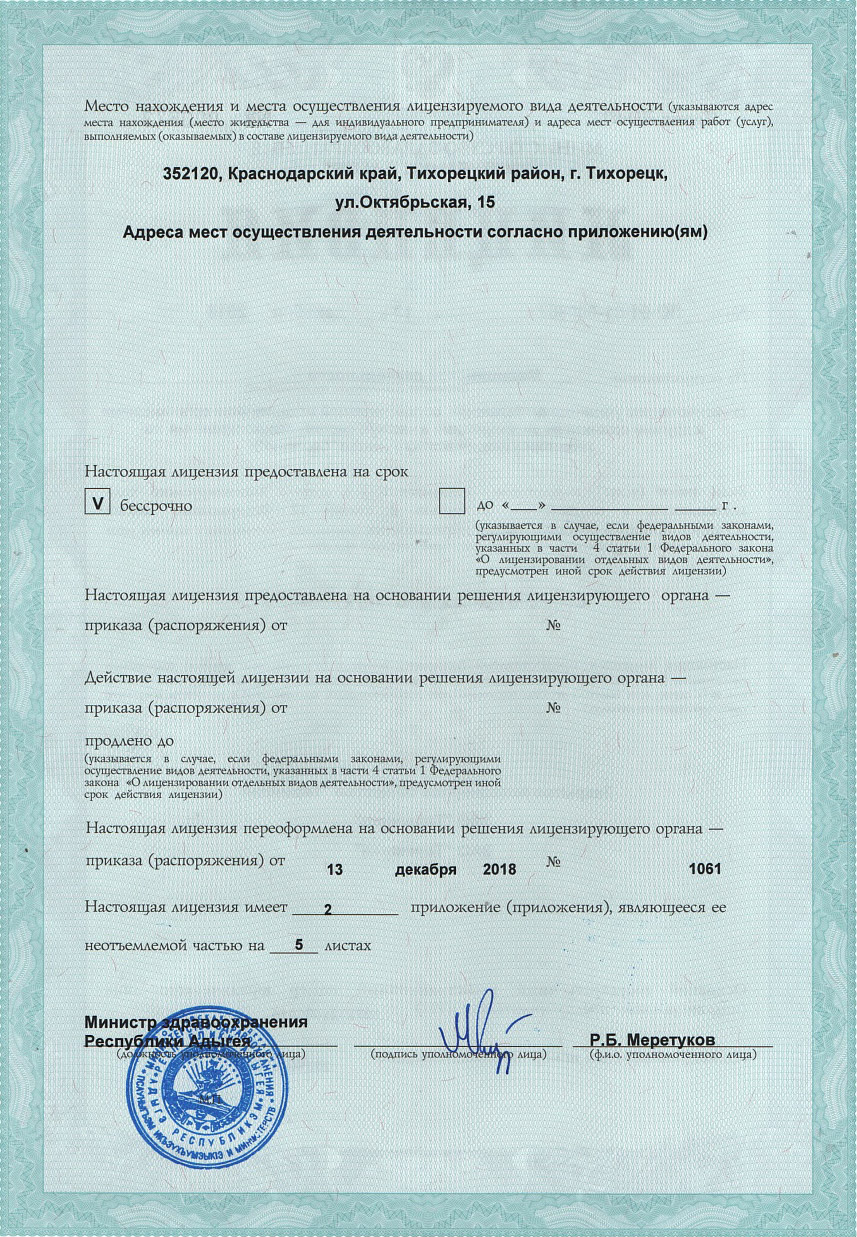 Место нахождения и места осуществления лицензируемого вида деятельности (указываются адрес
места нахождения (место жительства — для индивидуального предпринимателя) и адреса мест осуществления работ (услуг),
выполняемых (оказываемых) в составе лицензируемого вида деятельности)
352120, Краснодарский край, Тихорецкий район, г. Тихорецк,
ул.Октябрьская, 15
Адреса мест осуществления деятельности согласно приложению(ям)
Настоящая лицензия предоставлена на срок
V бессрочно
до «___» ______________ _____ г .
(указывается в случае, если федеральными законами,
регулирующими осуществление видов деятельности,
указанных в части 4 статьи 1 Федерального закона
«О лицензировании отдельных видов деятельности»,
предусмотрен иной срок действия лицензии)
Настоящая лицензия предоставлена на основании решения лицензирующего органа —
приказа (распоряжения) от №
Действие настоящей лицензии на основании решения лицензирующего органа —
приказа (распоряжения) от №
продлено до
(указывается в случае, если федеральными законами, регулирующими
осуществление видов деятельности, указанных в части 4 статьи 1 Федерального
закона «О лицензировании отдельных видов деятельности», предусмотрен иной
срок действия лицензии)
Настоящая лицензия переоформлена на основании решения лицензирующего органа —
приказа (распоряжения) от 13 декабря 2018 № 1061
Настоящая лицензия имеет 2 приложение (приложения), являющееся ее
неотъемлемой частью на 5 листах
Министр здравоохранения
Республики Адыгея
Р.Б. Меретуков
(должность уполномоченного лица) (подпись уполномоченного лица) (ф.и.о. уполномоченного лица)
М.П.
АДЫГЭ РЕСПУБЛИКЭМ